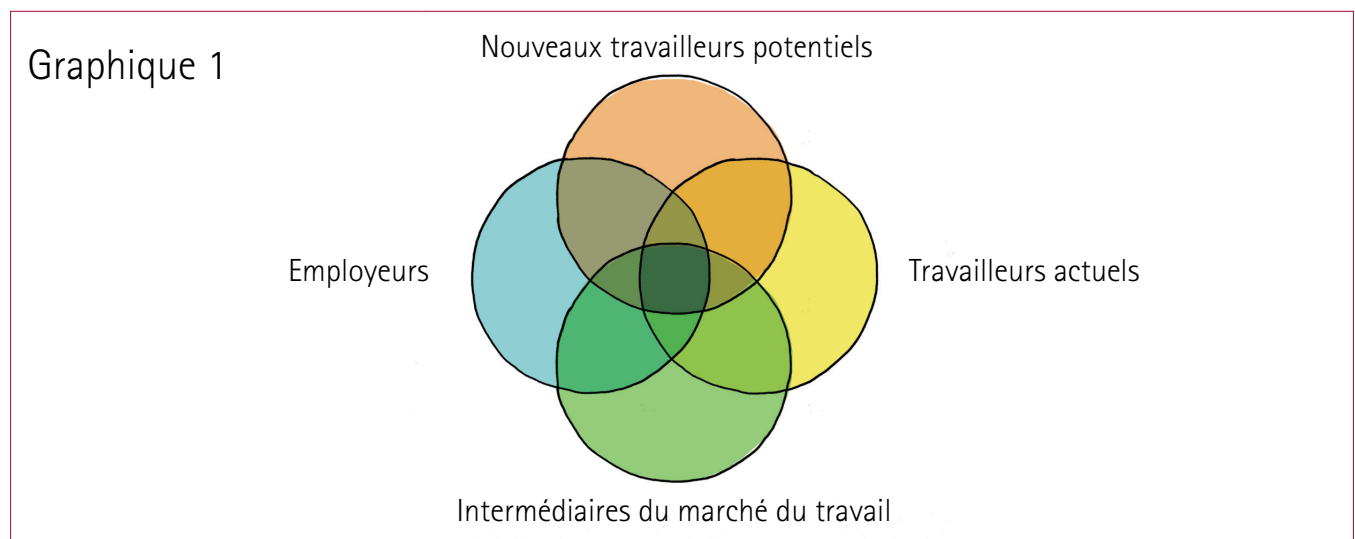 Graphique 1
Nouveaux travailleurs potentiels
Employeurs
Travailleurs actuels
Intermédiaires du marché du travail